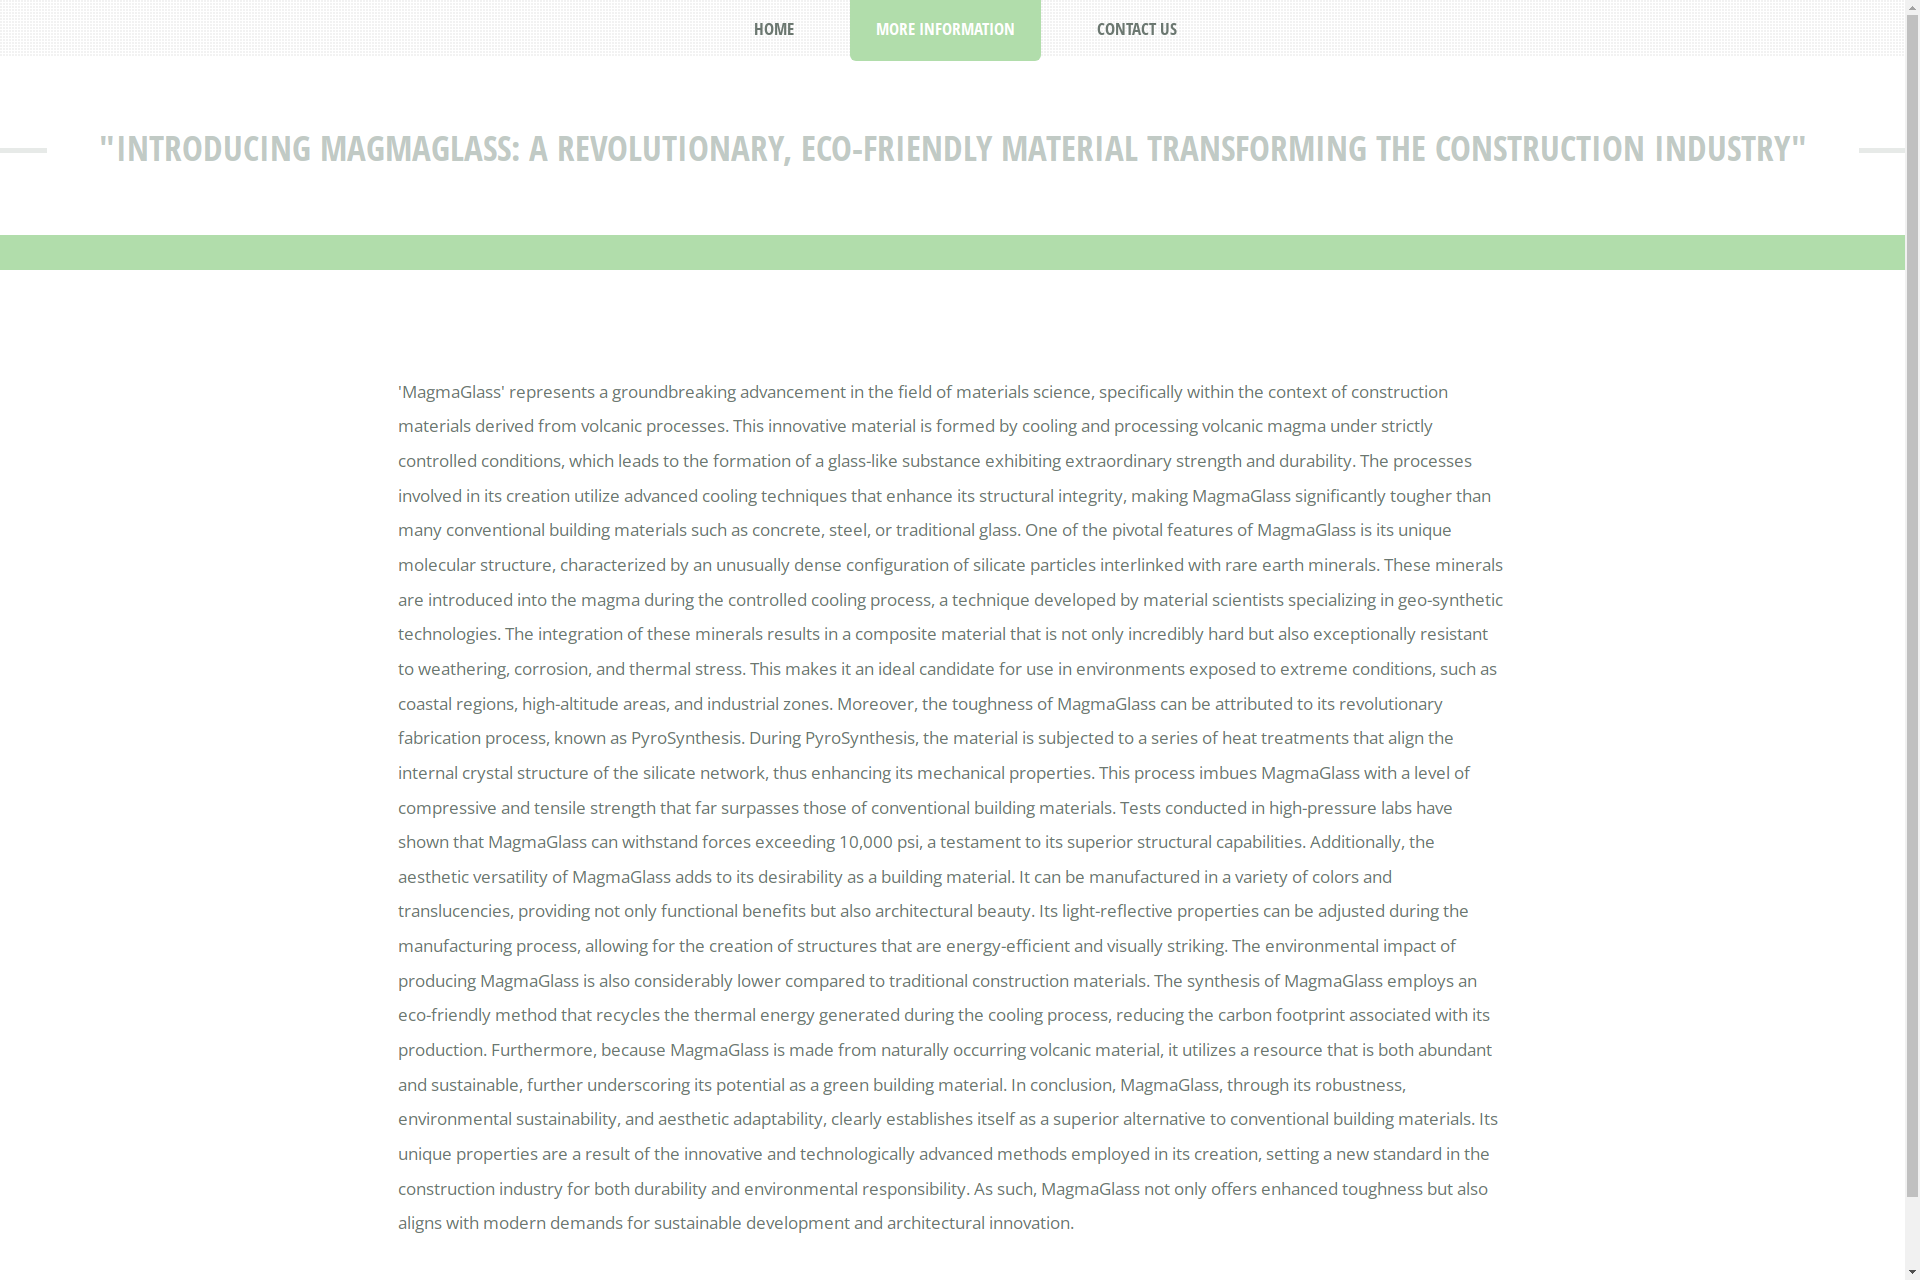 HOME
MORE INFORMATION
CONTACT US
"INTRODUCING MAGMAGLASS: A REVOLUTIONARY, ECO-FRIENDLY MATERIAL TRANSFORMING THE CONSTRUCTION INDUSTRY"
'MagmaGlass' represents a groundbreaking advancement in the field of materials science, specifically within the context of construction
materials derived from volcanic processes. This innovative material is formed by cooling and processing volcanic magma under strictly
controlled conditions, which leads to the formation of a glass-like substance exhibiting extraordinary strength and durability. The processes
involved in its creation utilize advanced cooling techniques that enhance its structural integrity, making MagmaGlass significantly tougher than
many conventional building materials such as concrete, steel, or traditional glass. One of the pivotal features of MagmaGlass is its unique
molecular structure, characterized by an unusually dense configuration of silicate particles interlinked with rare earth minerals. These minerals
are introduced into the magma during the controlled cooling process, a technique developed by material scientists specializing in geo-synthetic
technologies. The integration of these minerals results in a composite material that is not only incredibly hard but also exceptionally resistant
to weathering, corrosion, and thermal stress. This makes it an ideal candidate for use in environments exposed to extreme conditions, such as
coastal regions, high-altitude areas, and industrial zones. Moreover, the toughness of MagmaGlass can be attributed to its revolutionary
fabrication process, known as PyroSynthesis. During PyroSynthesis, the material is subjected to a series of heat treatments that align the
internal crystal structure of the silicate network, thus enhancing its mechanical properties. This process imbues MagmaGlass with a level of
compressive and tensile strength that far surpasses those of conventional building materials. Tests conducted in high-pressure labs have
shown that MagmaGlass can withstand forces exceeding 10,000 psi, a testament to its superior structural capabilities. Additionally, the
aesthetic versatility of MagmaGlass adds to its desirability as a building material. It can be manufactured in a variety of colors and
translucencies, providing not only functional benefits but also architectural beauty. Its light-reflective properties can be adjusted during the
manufacturing process, allowing for the creation of structures that are energy-efficient and visually striking. The environmental impact of
producing MagmaGlass is also considerably lower compared to traditional construction materials. The synthesis of MagmaGlass employs an
eco-friendly method that recycles the thermal energy generated during the cooling process, reducing the carbon footprint associated with its
production. Furthermore, because MagmaGlass is made from naturally occurring volcanic material, it utilizes a resource that is both abundant
and sustainable, further underscoring its potential as a green building material. In conclusion, MagmaGlass, through its robustness,
environmental sustainability, and aesthetic adaptability, clearly establishes itself as a superior alternative to conventional building materials. Its
unique properties are a result of the innovative and technologically advanced methods employed in its creation, setting a new standard in the
construction industry for both durability and environmental responsibility. As such, MagmaGlass not only offers enhanced toughness but also
aligns with modern demands for sustainable development and architectural innovation.